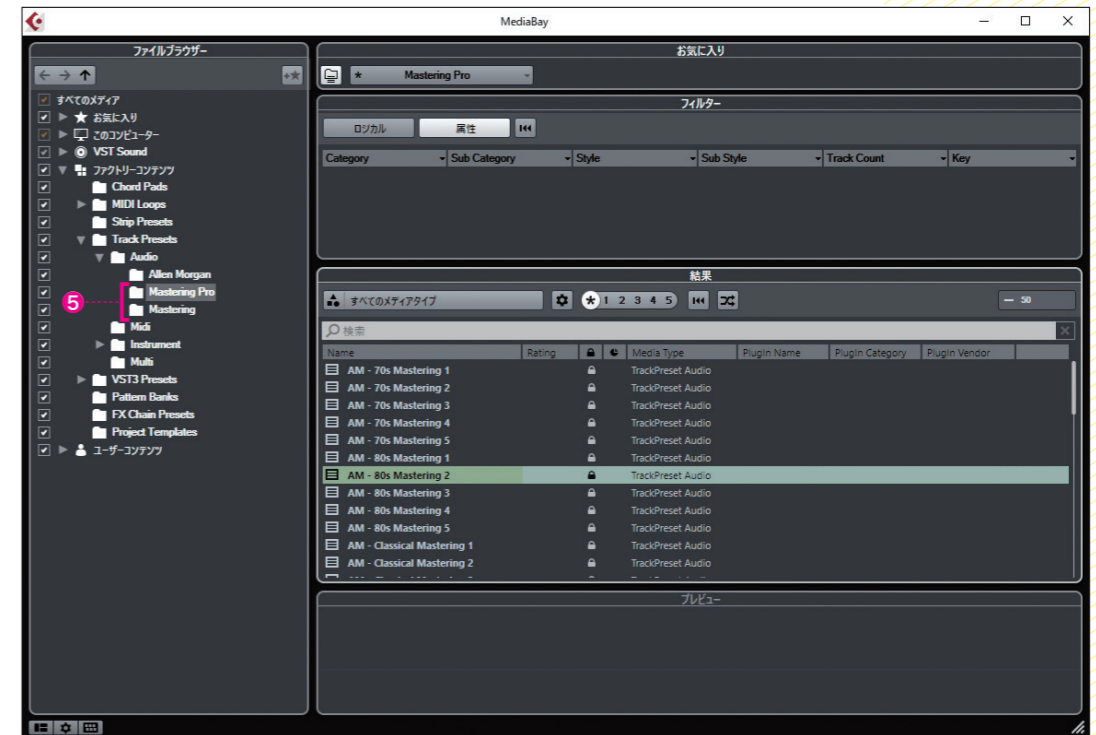 MediaBay
ファイルブラウザー
すべてのメディア
お気に入り
このコンピューター
VST Sound
ファクトリーコンテンツ
Chord Pads
MIDI Loops
Strip Presets
Track Presets
Audio
Allen Morgan
Mastering Pro
Mastering
5
Midi
Instrument
Multi
VST3 Presets
Pattern Banks
FX Chain Presets
Project Templates
ユーザーコンテンツ
お気に入り
* Mastering Pro
フィルター
ロジカル 属性
Category Sub Category Style Sub Style Track Count Key
結果
すべてのメディアタイプ * 1 2 3 4 5 50
検索
Name Rating Media Type Plugin Name Plugin Category Plugin Vendor
AM - 70s Mastering 1 TrackPreset Audio
AM - 70s Mastering 2 TrackPreset Audio
AM - 70s Mastering 3 TrackPreset Audio
AM - 70s Mastering 4 TrackPreset Audio
AM - 70s Mastering 5 TrackPreset Audio
AM - 80s Mastering 1 TrackPreset Audio
AM - 80s Mastering 2 TrackPreset Audio
AM - 80s Mastering 3 TrackPreset Audio
AM - 80s Mastering 4 TrackPreset Audio
AM - 80s Mastering 5 TrackPreset Audio
AM - Classical Mastering 1 TrackPreset Audio
AM - Classical Mastering 2 TrackPreset Audio
プレビュー